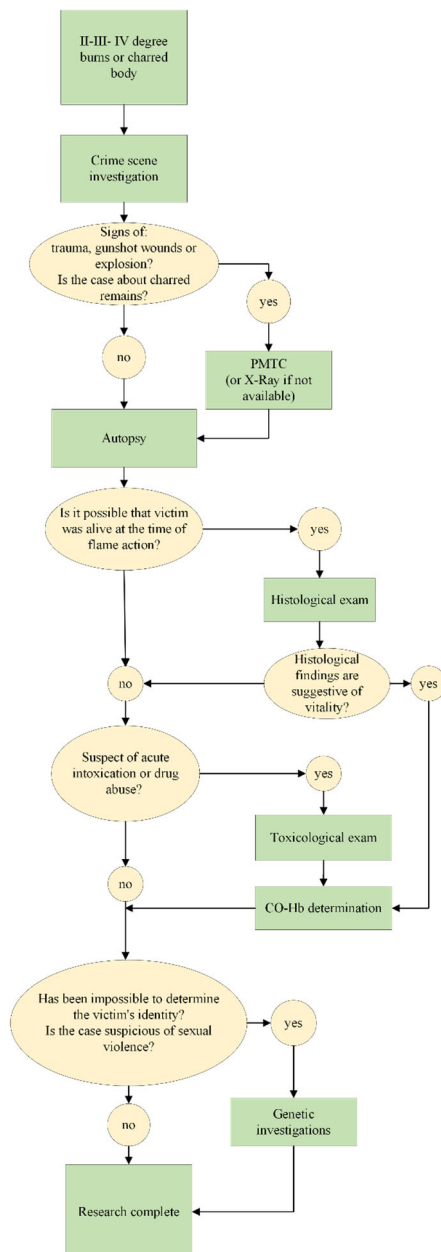 II-III- IV degree
burns or charred
body
Crime scene
investigation
Signs of:
trauma, gunshot wounds or
explosion?
Is the case about charred
remains?
yes
no
PMTC
(or X-Ray if not
available)
Autopsy
Is it possible that victim
was alive at the time of
flame action?
yes
Histological exam
Histological
findings are
suggestive of
vitality?
no
yes
Suspect of acute
intoxication or drug
abuse?
yes
Toxicological exam
no
CO-Hb determination
Has been impossible to determine
the victim's identity?
Is the case suspicious of sexual
violence?
yes
no
Genetic
investigations
Research complete